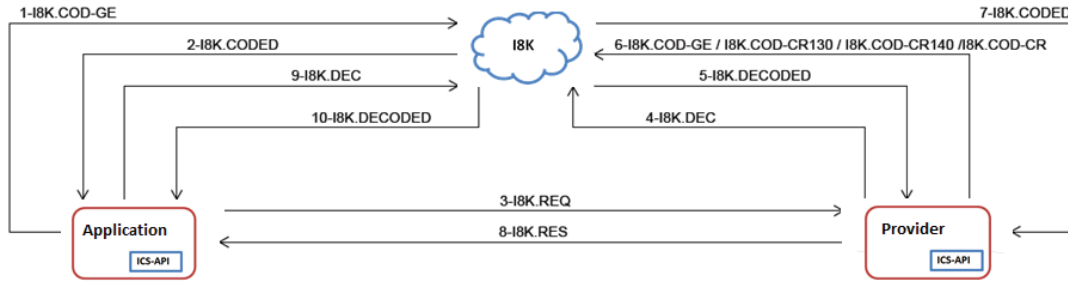 1-I8K.COD-GE
7-I8K.CODED
2-I8K.CODED
I8K
6-I8K.COD-GE / I8K.COD-CR130 / I8K.COD-CR140 /I8K.COD-CR
9-I8K.DEC
5-I8K.DECODED
10-I8K.DECODED
4-I8K.DEC
3-I8K.REQ
Application
Provider
8-I8K.RES
ICS-API
ICS-API